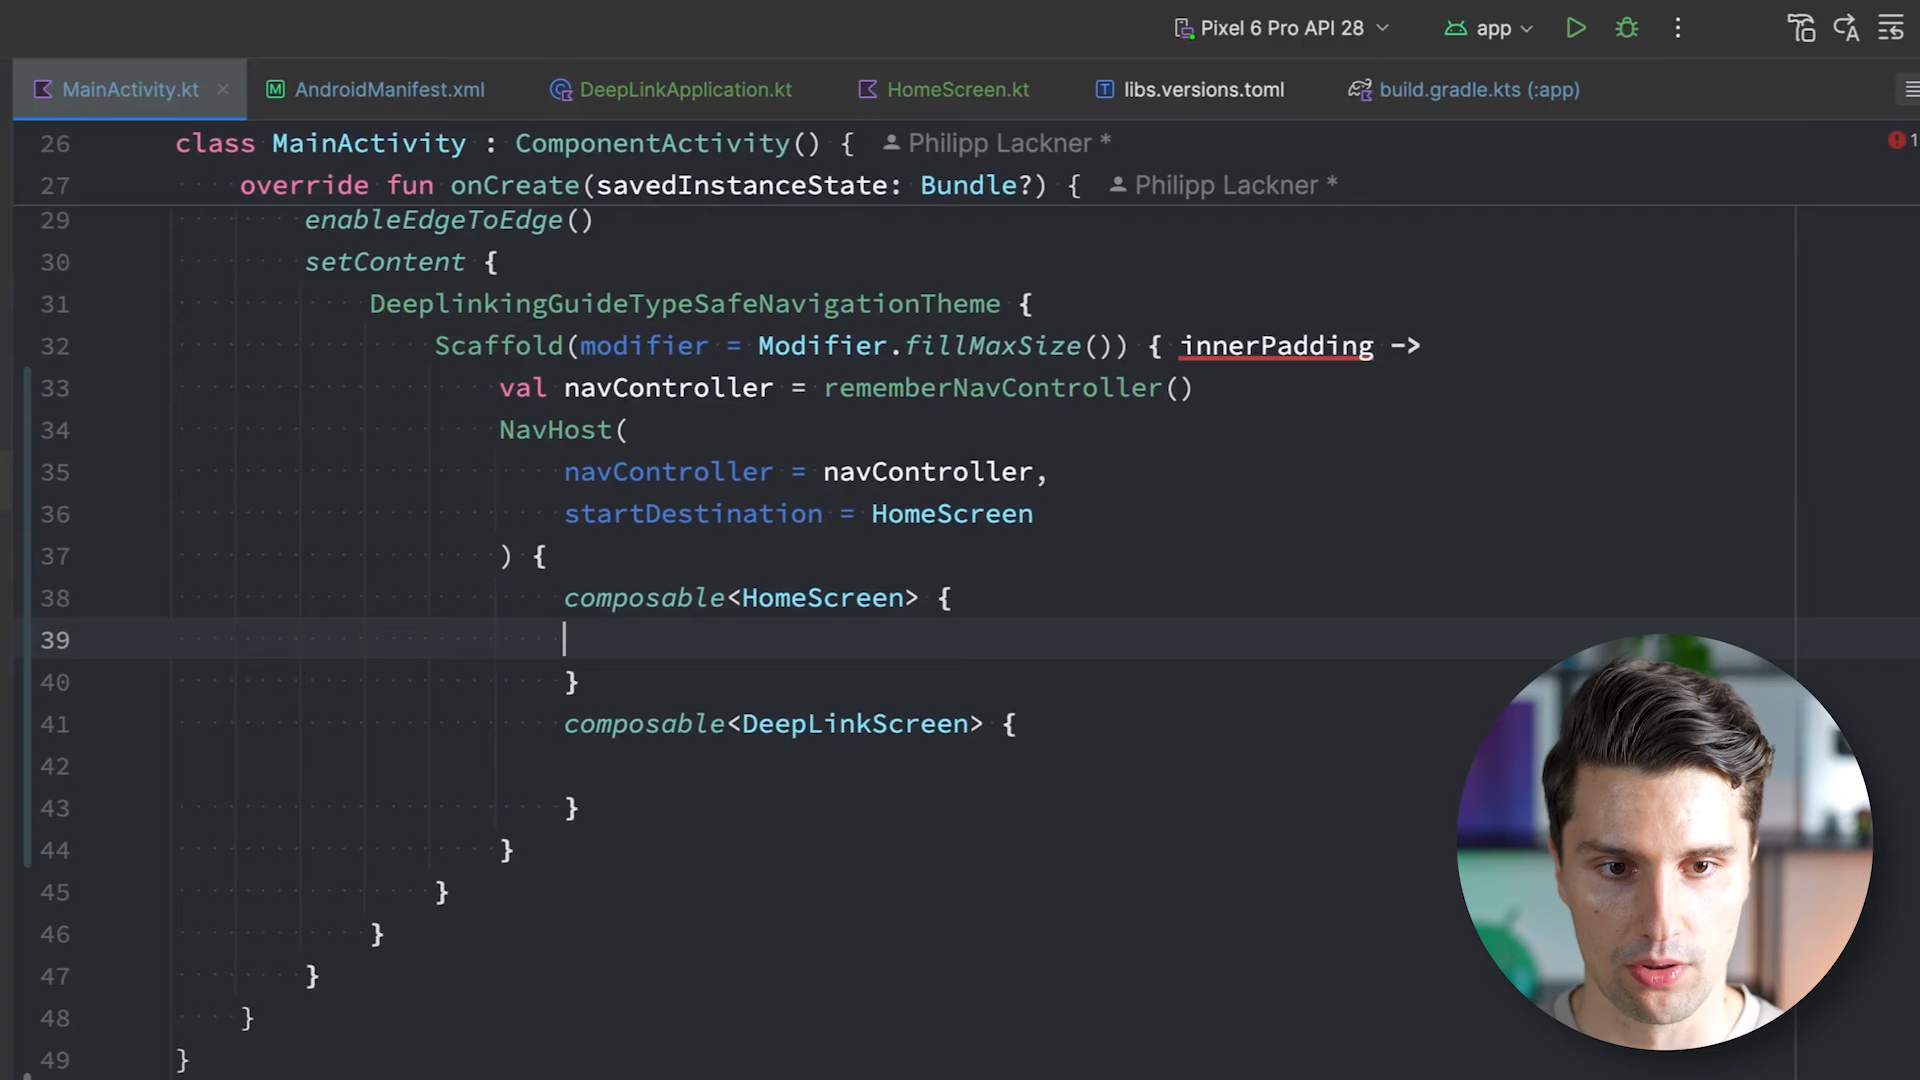 Pixel 6 Pro API 28 app
MainActivity.kt AndroidManifest.xml DeepLinkApplication.kt HomeScreen.kt libs.versions.toml build.gradle.kts (:app)
26 class MainActivity : ComponentActivity() { Philipp Lackner * 1
27 override fun onCreate(savedInstanceState: Bundle?) { Philipp Lackner *
29 enableEdgeToEdge()
30 setContent {
31 DeeplinkingGuideTypeSafeNavigationTheme {
32 Scaffold(modifier = Modifier.fillMaxSize()) { innerPadding ->
33 val navController = rememberNavController()
34 NavHost(
35 navController = navController,
36 startDestination = HomeScreen
37 ) {
38 composable<HomeScreen> {
39
40 }
41 composable<DeepLinkScreen> {
42
43 }
44 }
45 }
46 }
47 }
48 }
49 }